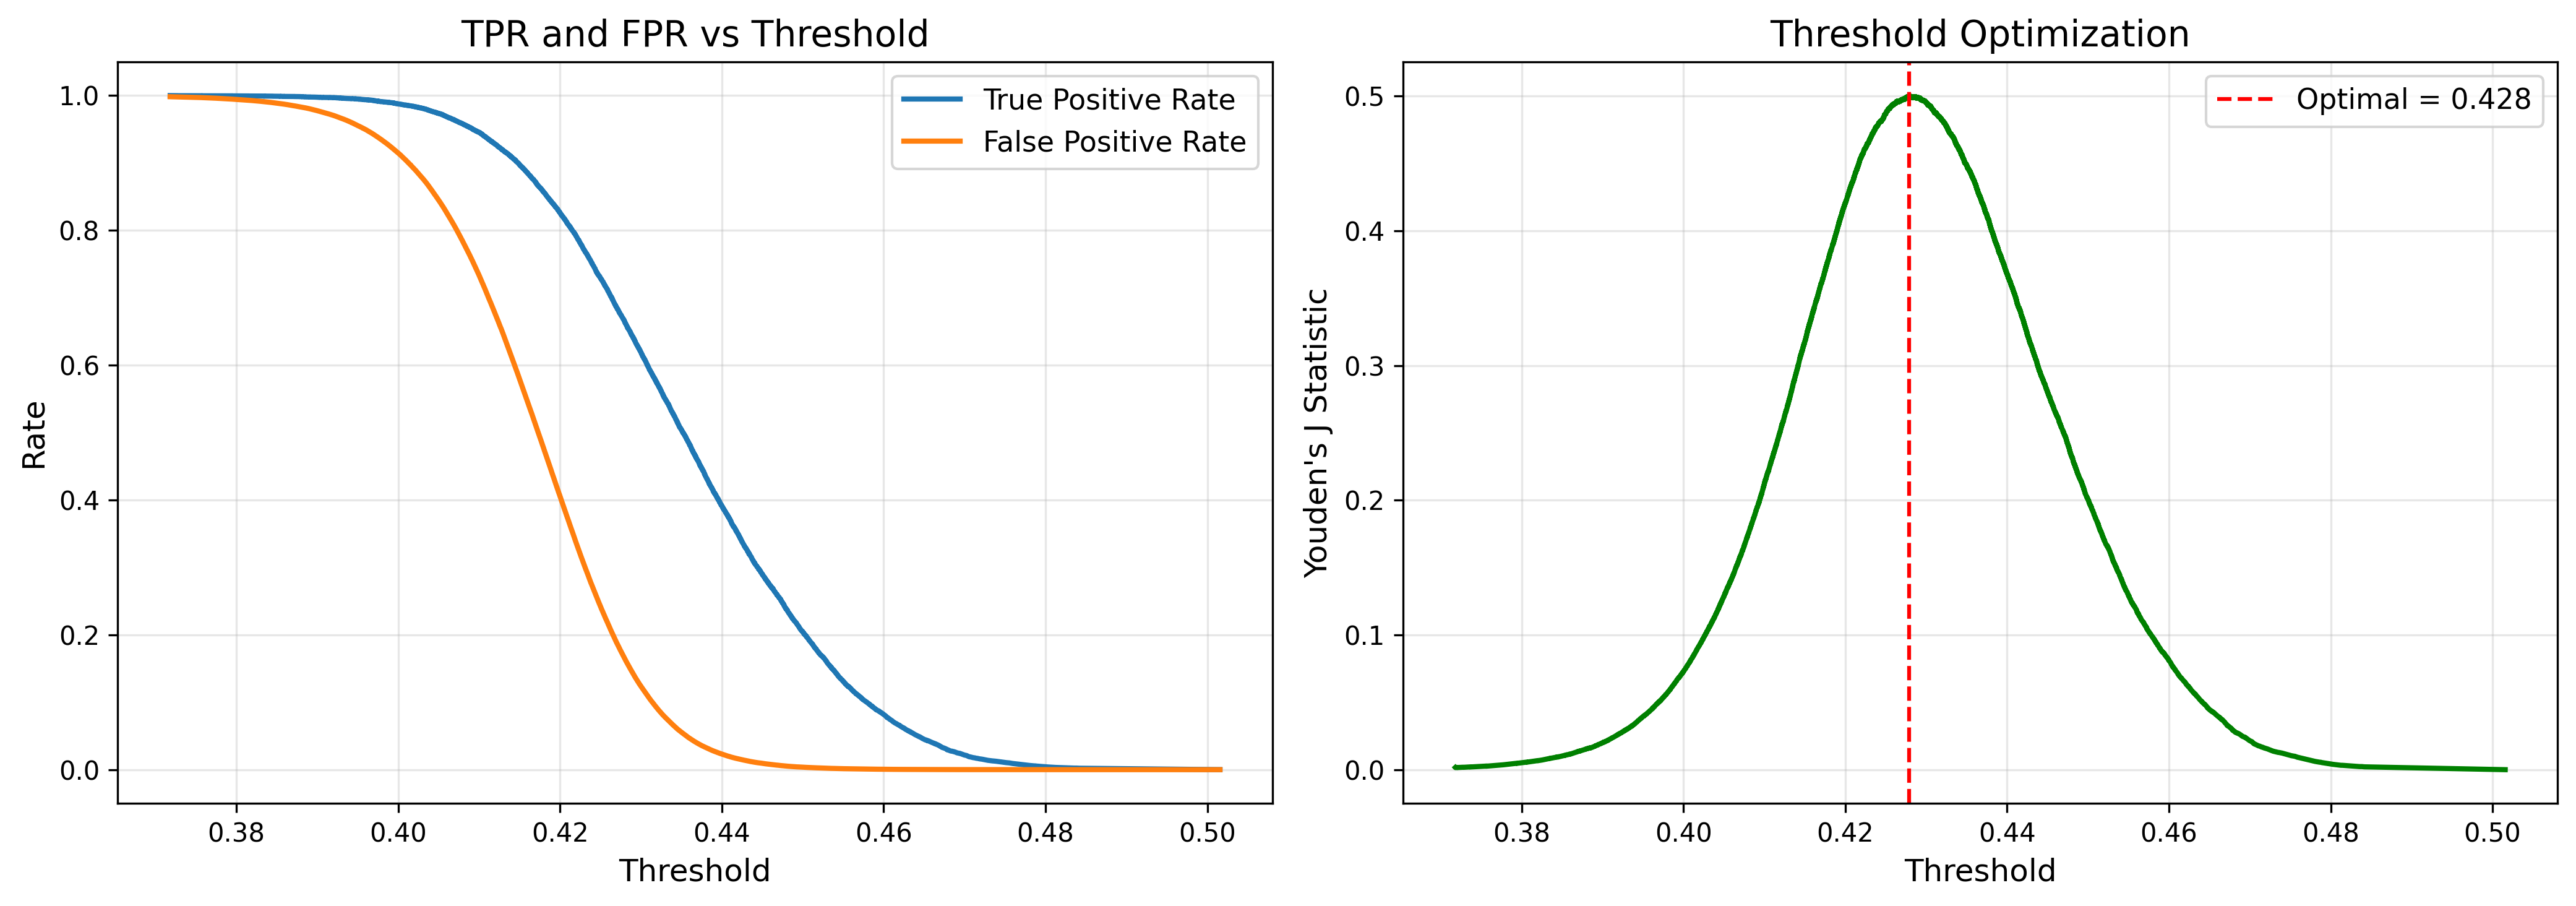 TPR and FPR vs Threshold
True Positive Rate
False Positive Rate
1.0
0.8
0.6
0.4
0.2
0.0
Rate
0.38 0.40 0.42 0.44 0.46 0.48 0.50
Threshold
Threshold Optimization
Optimal = 0.428
0.5
0.4
0.3
0.2
0.1
0.0
Youden's J Statistic
0.38 0.40 0.42 0.44 0.46 0.48 0.50
Threshold